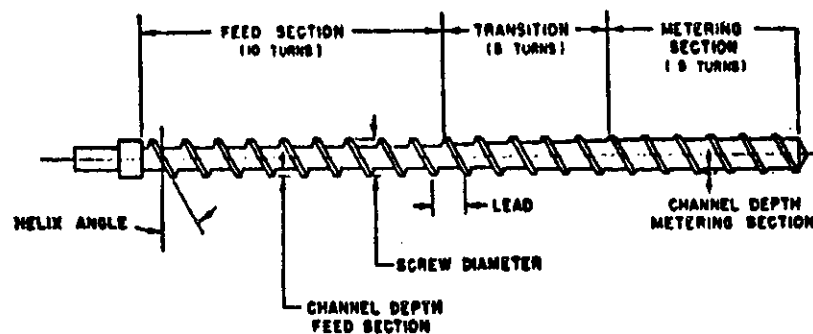 FEED SECTION
(10 TURNS)
TRANSITION
(5 TURNS)
METERING
SECTION
(5 TURNS)
HELIX ANGLE
LEAD
CHANNEL DEPTH
METERING SECTION
SCREW DIAMETER
CHANNEL DEPTH
FEED SECTION